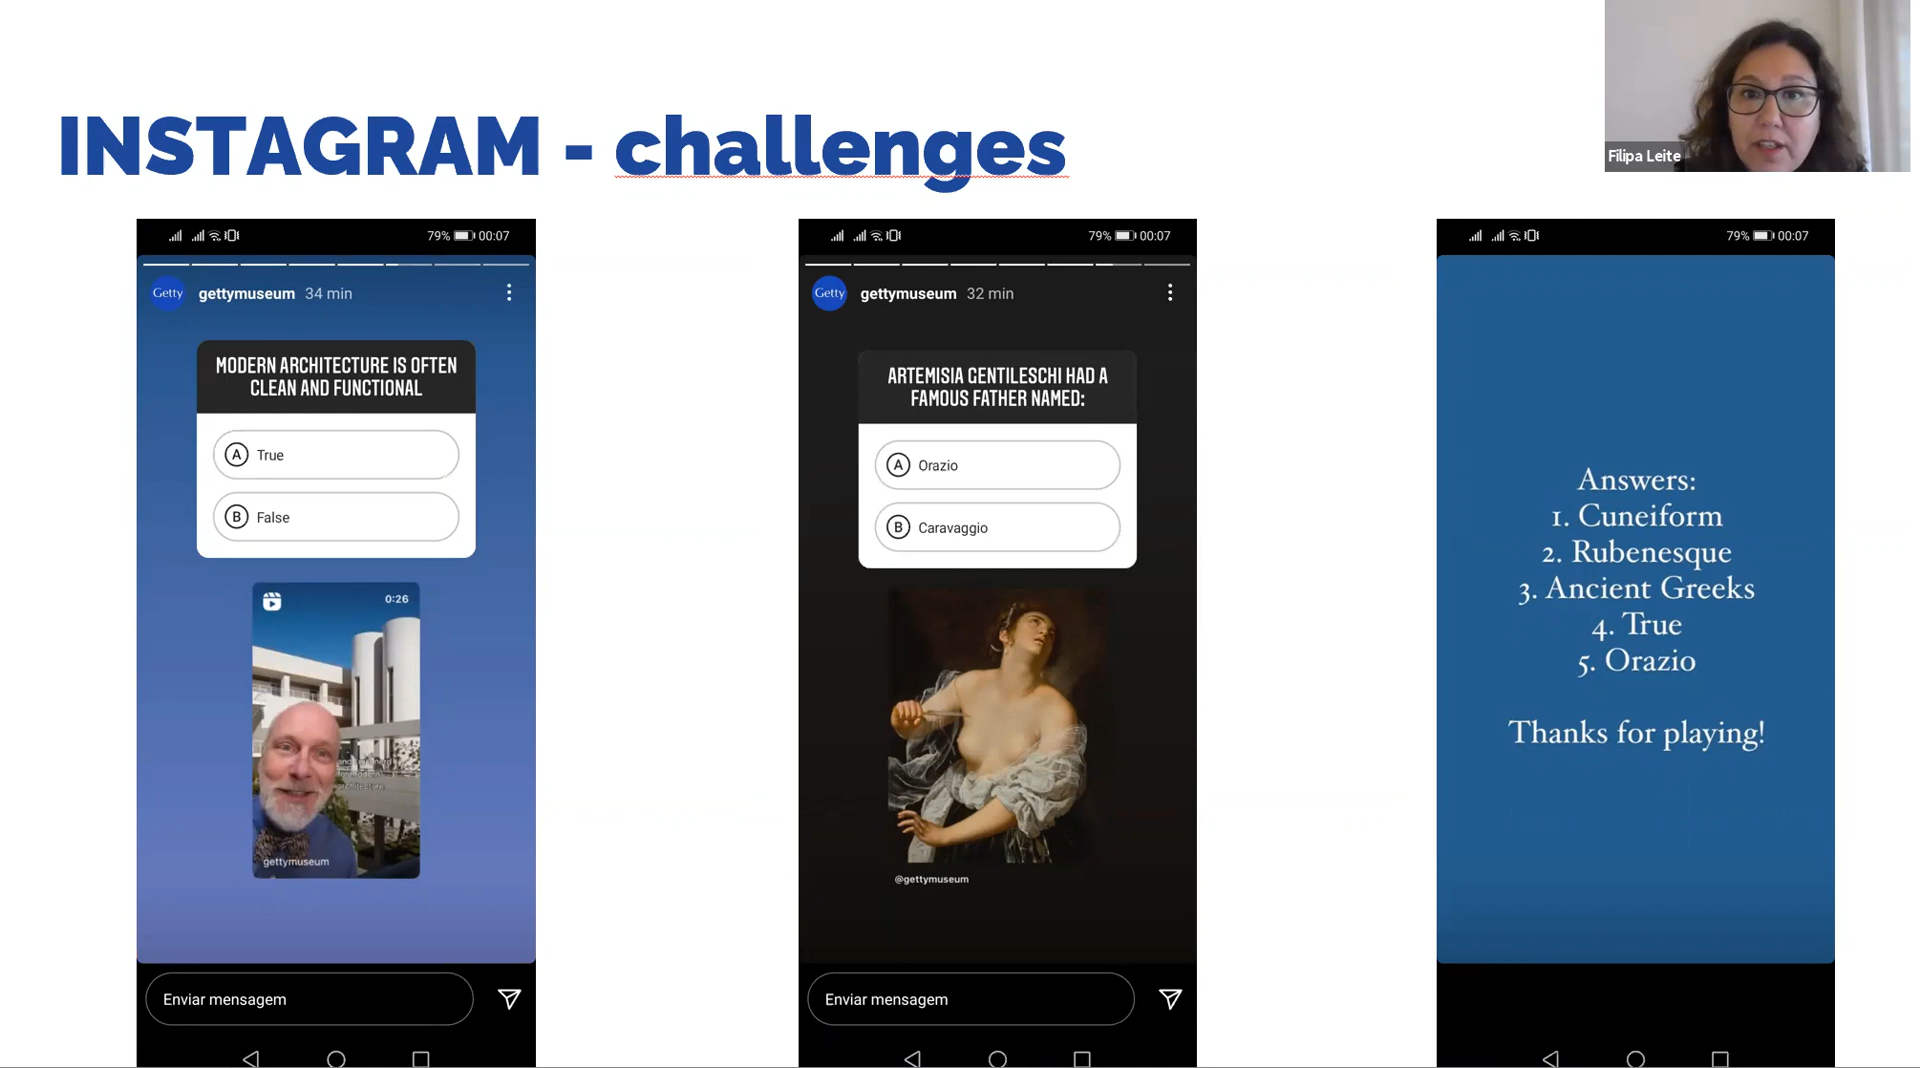 INSTAGRAM - challenges
Filipa Leite
79% 00:07
Getty gettymuseum 34 min
MODERN ARCHITECTURE IS OFTEN
CLEAN AND FUNCTIONAL
A True
B False
0:26
architecture.
gettymuseum
Enviar mensagem
79% 00:07
Getty gettymuseum 32 min
ARTEMISIA GENTILESCHI HAD A
FAMOUS FATHER NAMED:
A Orazio
B Caravaggio
@gettymuseum
Enviar mensagem
79% 00:07
Answers:
1. Cuneiform
2. Rubenesque
3. Ancient Greeks
4. True
5. Orazio
Thanks for playing!